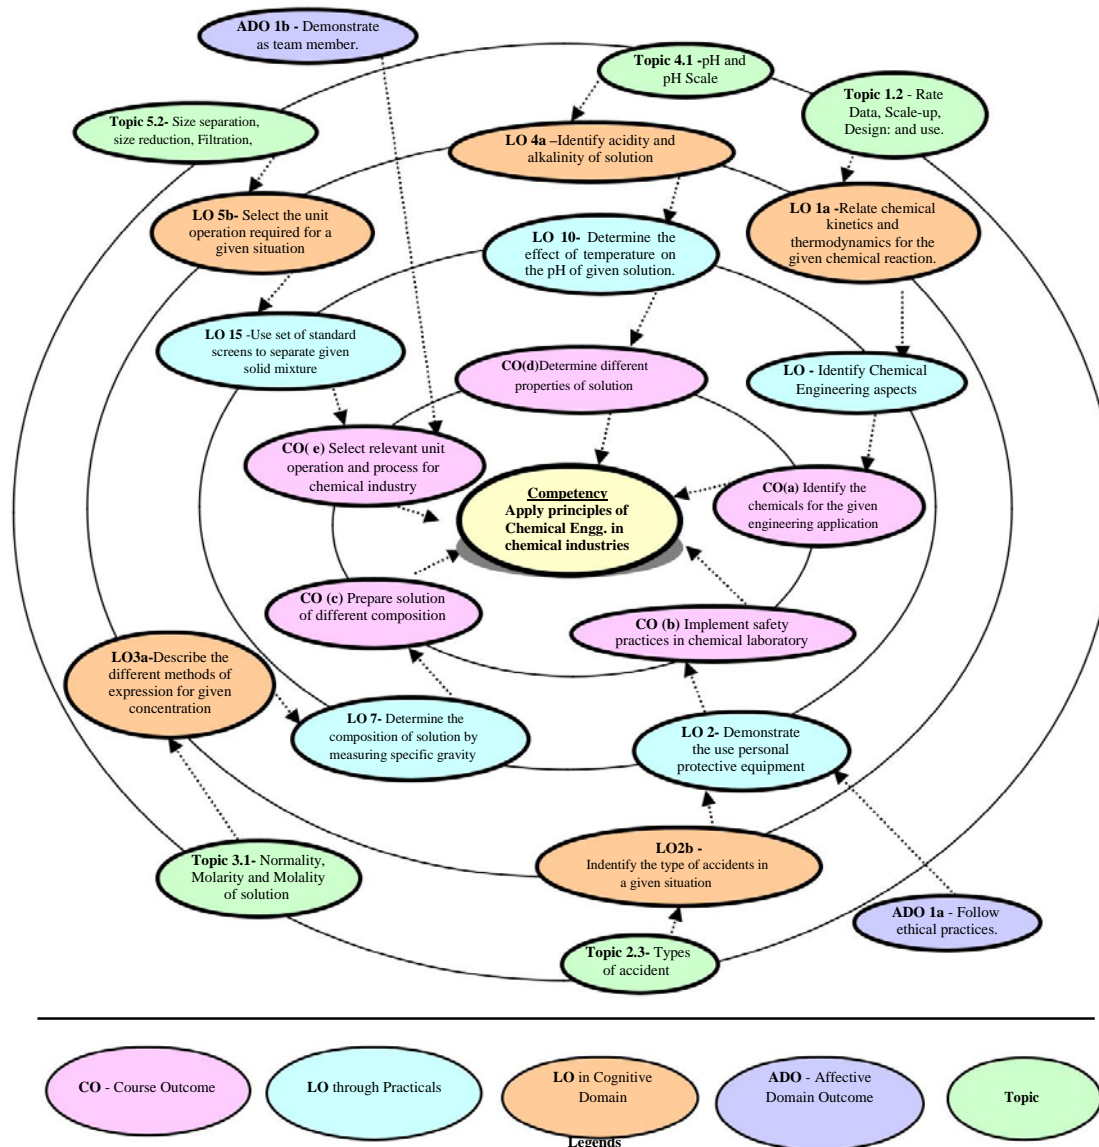 ADO 1b - Demonstrate
as team member.
Topic 4.1 -pH and
pH Scale
Topic 1.2 - Rate
Data, Scale-up,
Design: and use.
Topic 5.2- Size separation,
size reduction, Filtration,
LO 4a –Identify acidity and
alkalinity of solution
LO 5b- Select the unit
operation required for a
given situation
LO 1a -Relate chemical
kinetics and
thermodynamics for the
given chemical reaction.
LO 10- Determine the
effect of temperature on
the pH of given solution.
LO 15 -Use set of standard
screens to separate given
solid mixture
CO(d)Determine different
properties of solution
LO - Identify Chemical
Engineering aspects
CO( e) Select relevant unit
operation and process for
chemical industry
Competency
Apply principles of
Chemical Engg. in
chemical industries
CO(a) Identify the
chemicals for the given
engineering application
CO (c) Prepare solution
of different composition
CO (b) Implement safety
practices in chemical laboratory
LO3a-Describe the
different methods of
expression for given
concentration
LO 7- Determine the
composition of solution by
measuring specific gravity
LO 2- Demonstrate
the use personal
protective equipment
Topic 3.1- Normality,
Molarity and Molality
of solution
LO2b -
Indentify the type of accidents in
a given situation
ADO 1a - Follow
ethical practices.
Topic 2.3- Types
of accident
CO - Course Outcome
LO through Practicals
LO in Cognitive
Domain
ADO - Affective
Domain Outcome
Topic
Legends